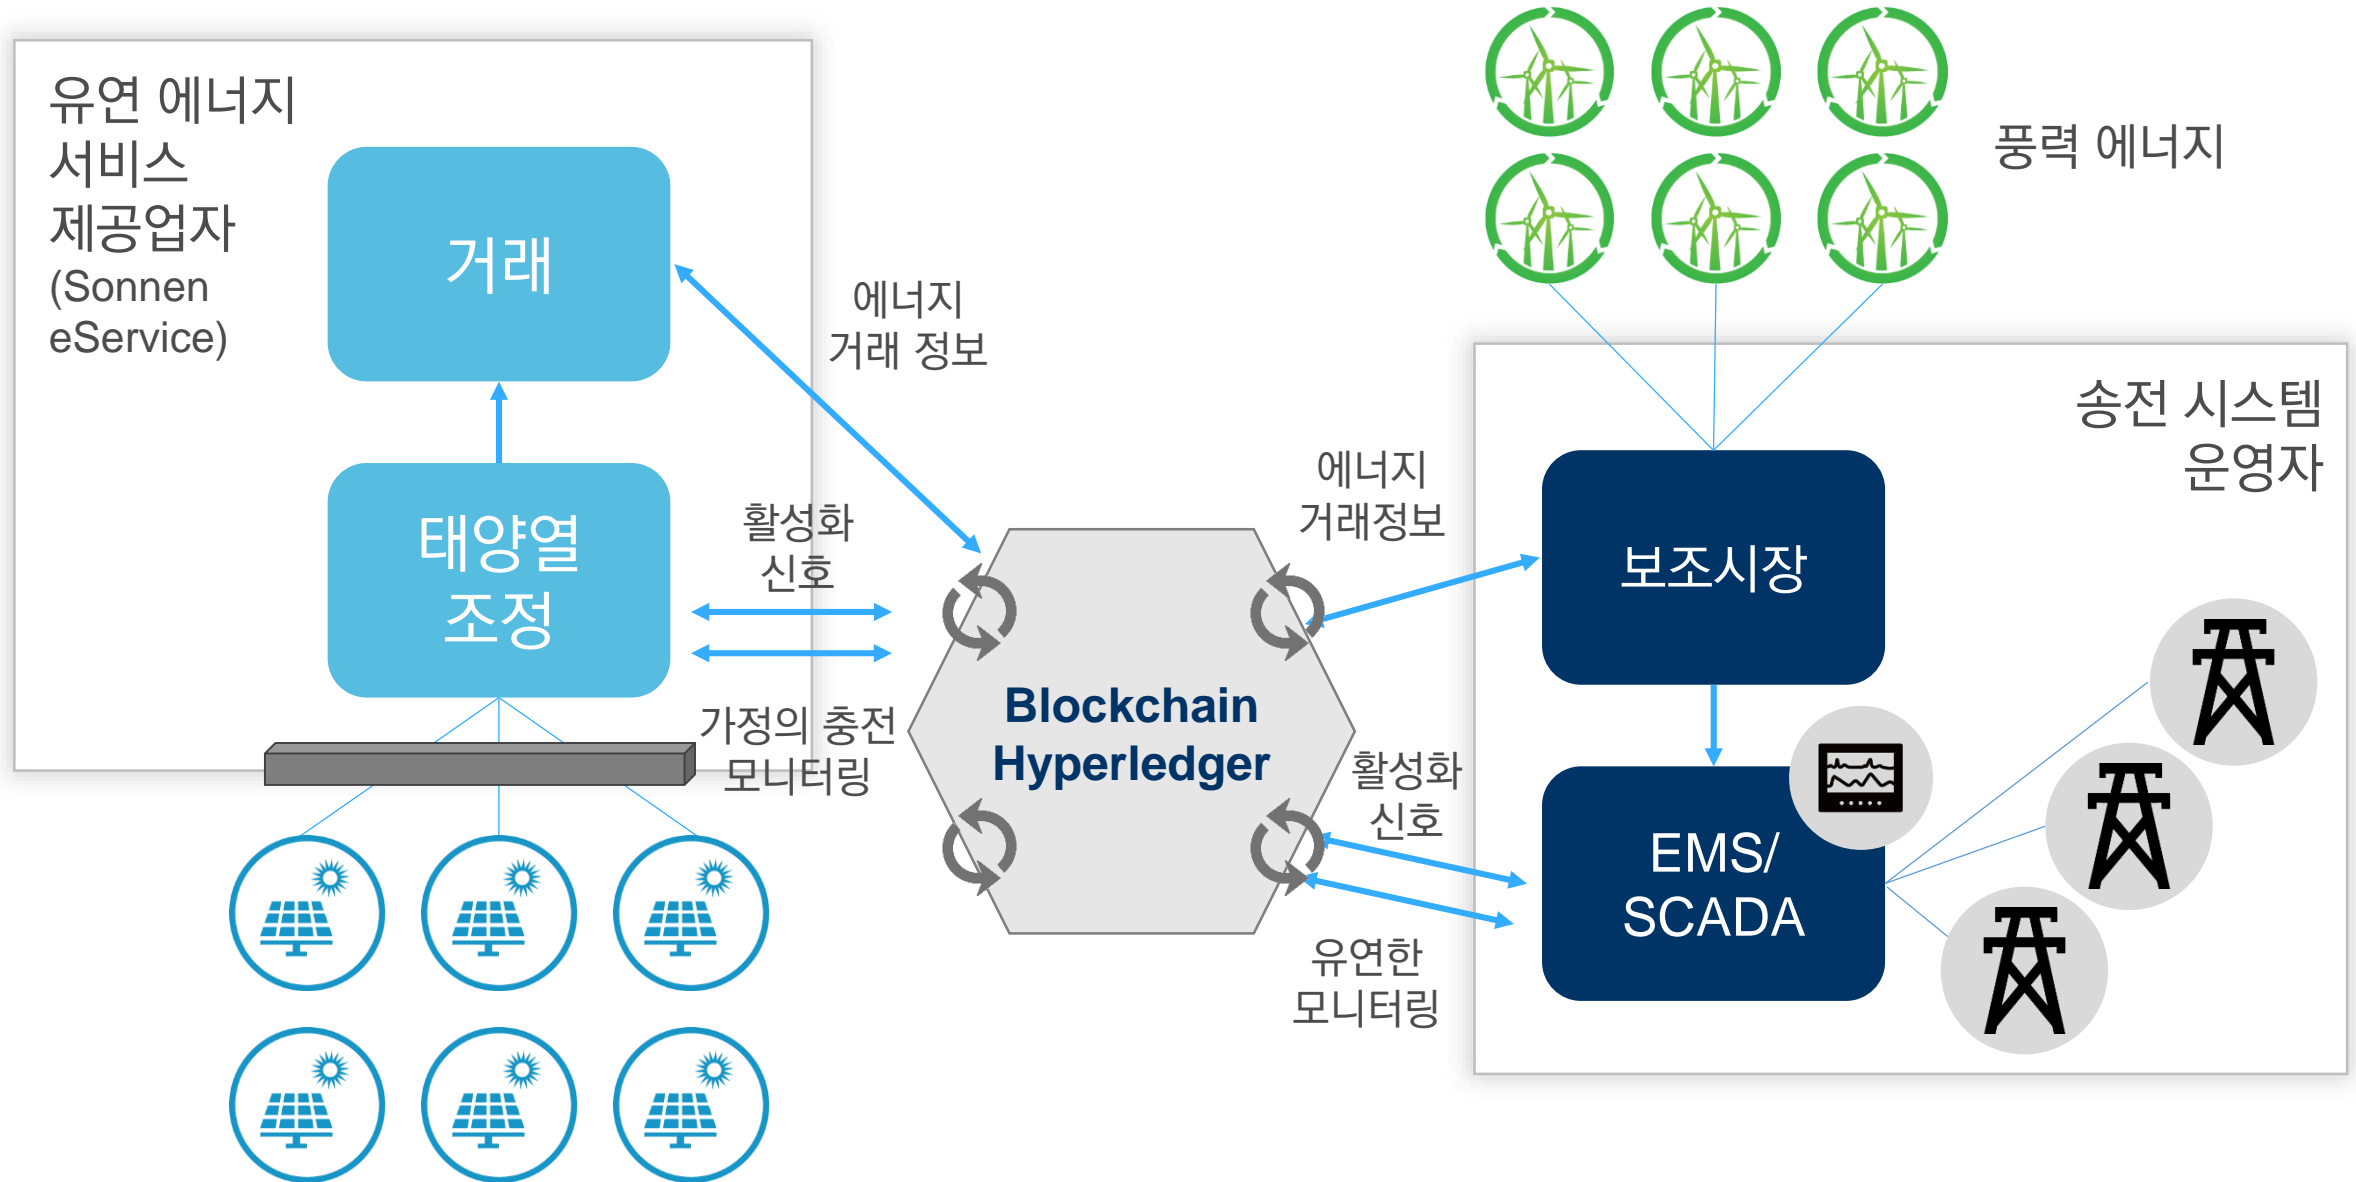 유연 에너지
서비스
제공업자
(Sonnen
eService)
거래
태양열
조정
에너지
거래 정보
활성화
신호
가정의 충전
모니터링
Blockchain
Hyperledger
풍력 에너지
송전 시스템
운영자
에너지
거래정보
보조시장
활성화
신호
EMS/
SCADA
유연한
모니터링